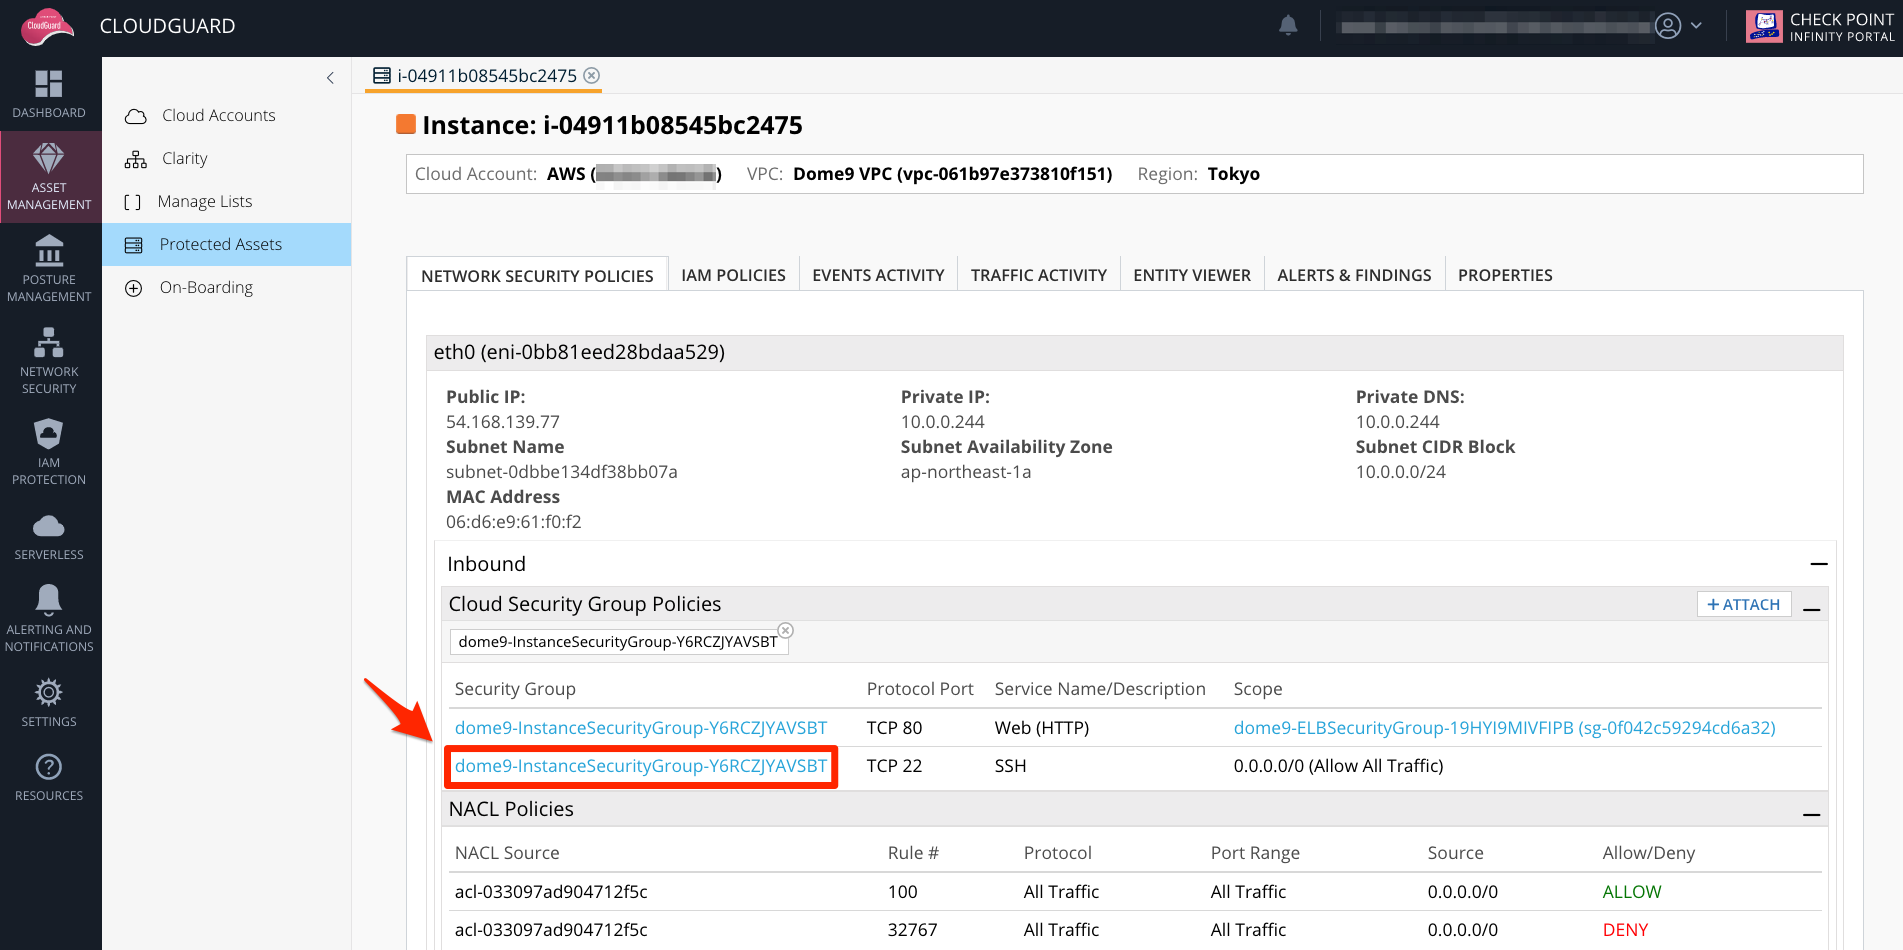 CloudGuard
CLOUDGUARD
CHECK POINT
INFINITY PORTAL
DASHBOARD
ASSET
MANAGEMENT
POSTURE
MANAGEMENT
NETWORK
SECURITY
IAM
PROTECTION
SERVERLESS
ALERTING AND
NOTIFICATIONS
SETTINGS
RESOURCES
Cloud Accounts
Clarity
Manage Lists
Protected Assets
On-Boarding
i-04911b08545bc2475
Instance: i-04911b08545bc2475
Cloud Account: AWS ( ) VPC: Dome9 VPC (vpc-061b97e373810f151) Region: Tokyo
NETWORK SECURITY POLICIES IAM POLICIES EVENTS ACTIVITY TRAFFIC ACTIVITY ENTITY VIEWER ALERTS & FINDINGS PROPERTIES
eth0 (eni-0bb81eed28bdaa529)
Public IP: Private IP: Private DNS:
54.168.139.77 10.0.0.244 10.0.0.244
Subnet Name Subnet Availability Zone Subnet CIDR Block
subnet-0dbbe134df38bb07a ap-northeast-1a 10.0.0.0/24
MAC Address
06:d6:e9:61:f0:f2
Inbound
Cloud Security Group Policies + ATTACH
dome9-InstanceSecurityGroup-Y6RCZJYAVSBT
Security Group Protocol Port Service Name/Description Scope
dome9-InstanceSecurityGroup-Y6RCZJYAVSBT TCP 80 Web (HTTP) dome9-ELBSecurityGroup-19HYI9MIVFIPB (sg-0f042c59294cd6a32)
dome9-InstanceSecurityGroup-Y6RCZJYAVSBT TCP 22 SSH 0.0.0.0/0 (Allow All Traffic)
NACL Policies
NACL Source Rule # Protocol Port Range Source Allow/Deny
acl-033097ad904712f5c 100 All Traffic All Traffic 0.0.0.0/0 ALLOW
acl-033097ad904712f5c 32767 All Traffic All Traffic 0.0.0.0/0 DENY